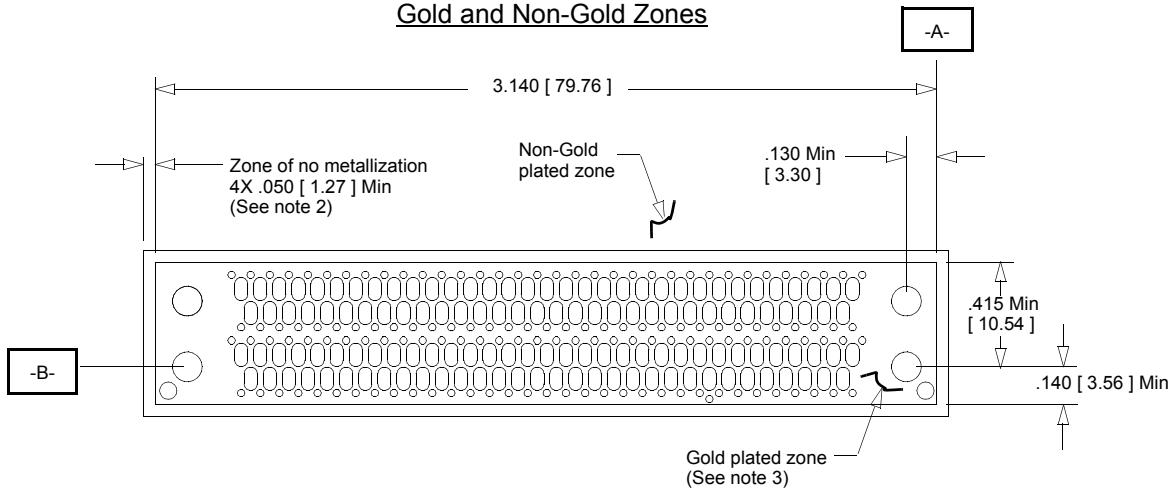 Gold and Non-Gold Zones
-A-
3.140 [ 79.76 ]
Zone of no metallization
4X .050 [ 1.27 ] Min
(See note 2)
Non-Gold
plated zone
.130 Min
[ 3.30 ]
.415 Min
[ 10.54 ]
-B-
.140 [ 3.56 ] Min
Gold plated zone
(See note 3)